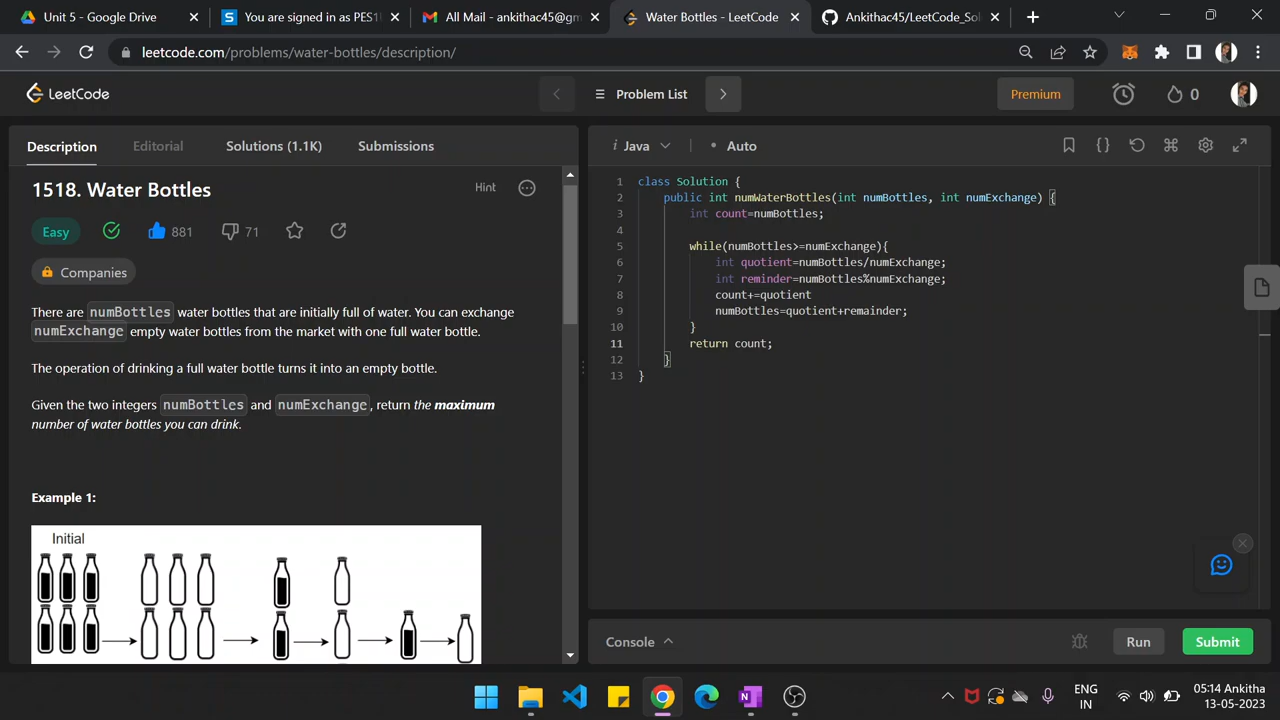 Unit 5 - Google Drive
You are signed in as PES1
All Mail - ankithac45@gm
Water Bottles - LeetCode
Ankithac45/LeetCode_Sol
leetcode.com/problems/water-bottles/description/
LeetCode
Problem List
Premium
0
Description
Editorial
Solutions (1.1K)
Submissions
i Java
• Auto
1518. Water Bottles
Hint
Easy
881
71
Companies
There are numBottles water bottles that are initially full of water. You can exchange
numExchange empty water bottles from the market with one full water bottle.
The operation of drinking a full water bottle turns it into an empty bottle.
Given the two integers numBottles and numExchange, return the maximum
number of water bottles you can drink.
Example 1:
Initial
1 class Solution {
2 public int numWaterBottles(int numBottles, int numExchange) {
3 int count=numBottles;
4
5 while(numBottles>=numExchange){
6 int quotient=numBottles/numExchange;
7 int reminder=numBottles%numExchange;
8 count+=quotient
9 numBottles=quotient+remainder;
10 }
11 return count;
12 }
13 }
Console
Run
Submit
ENG
IN
05:14 Ankitha
13-05-2023